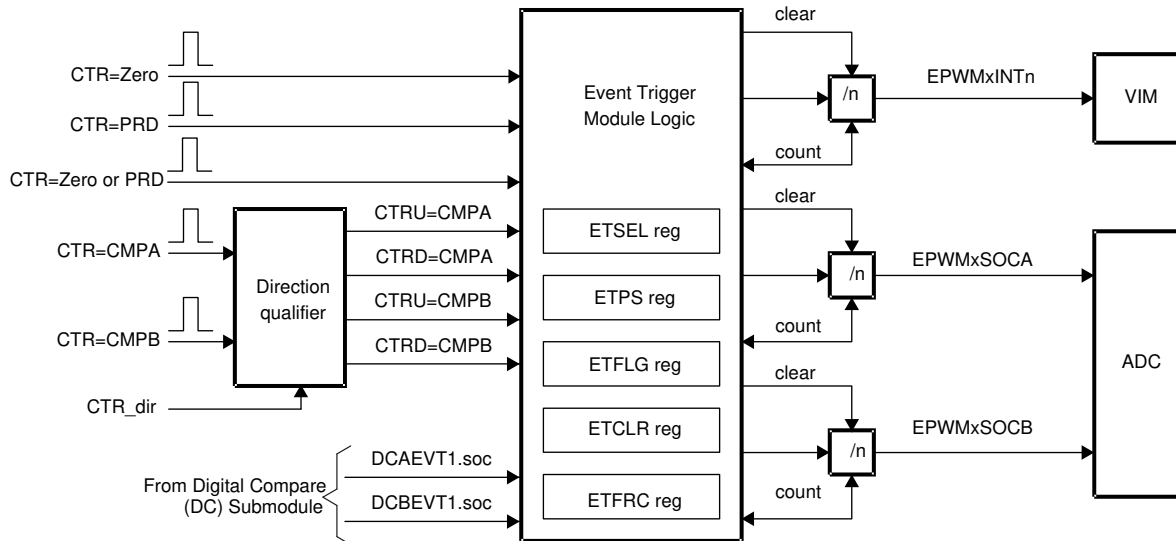 CTR=Zero
CTR=PRD
CTR=Zero or PRD
CTR=CMPA
CTR=CMPB
CTR_dir
Direction
qualifier
CTRU=CMPA
CTRD=CMPA
CTRU=CMPB
CTRD=CMPB
From Digital Compare
(DC) Submodule
DCAEVT1.soc
DCBEVT1.soc
Event Trigger
Module Logic
ETSEL reg
ETPS reg
ETFLG reg
ETCLR reg
ETFRC reg
clear
/n
count
EPWMxINTn
VIM
clear
/n
count
EPWMxSOCA
clear
/n
count
EPWMxSOCB
ADC